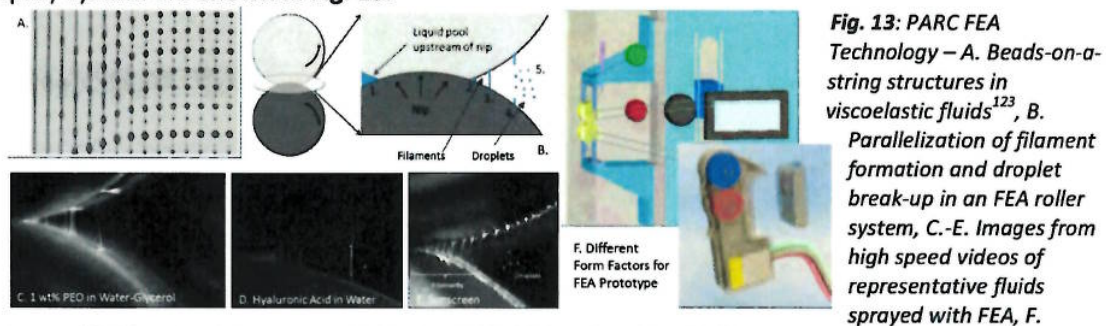 A.
Liquid pool
upstream of nip
Nip
5.
Filaments
Droplets
B.
C. 1 wt% PEO in Water-Glycerol
D. Hyaluronic Acid in Water
Filaments
Droplets
E. Sunscreen
F. Different
Form Factors for
FEA Prototype
Fig. 13: PARC FEA
Technology – A. Beads-on-a-
string structures in
viscoelastic fluids¹²³, B.
Parallelization of filament
formation and droplet
break-up in an FEA roller
system, C.-E. Images from
high speed videos of
representative fluids
sprayed with FEA, F.